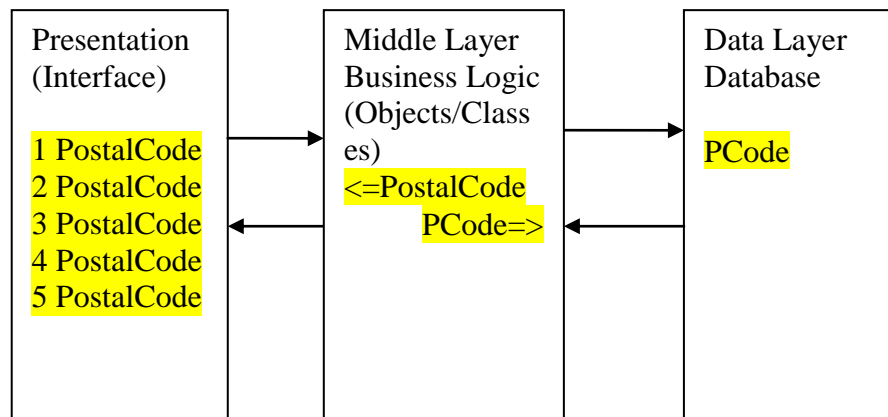 Presentation
(Interface)
1 PostalCode
2 PostalCode
3 PostalCode
4 PostalCode
5 PostalCode
Middle Layer
Business Logic
(Objects/Class
es)
<=PostalCode
PCode=>
Data Layer
Database
PCode